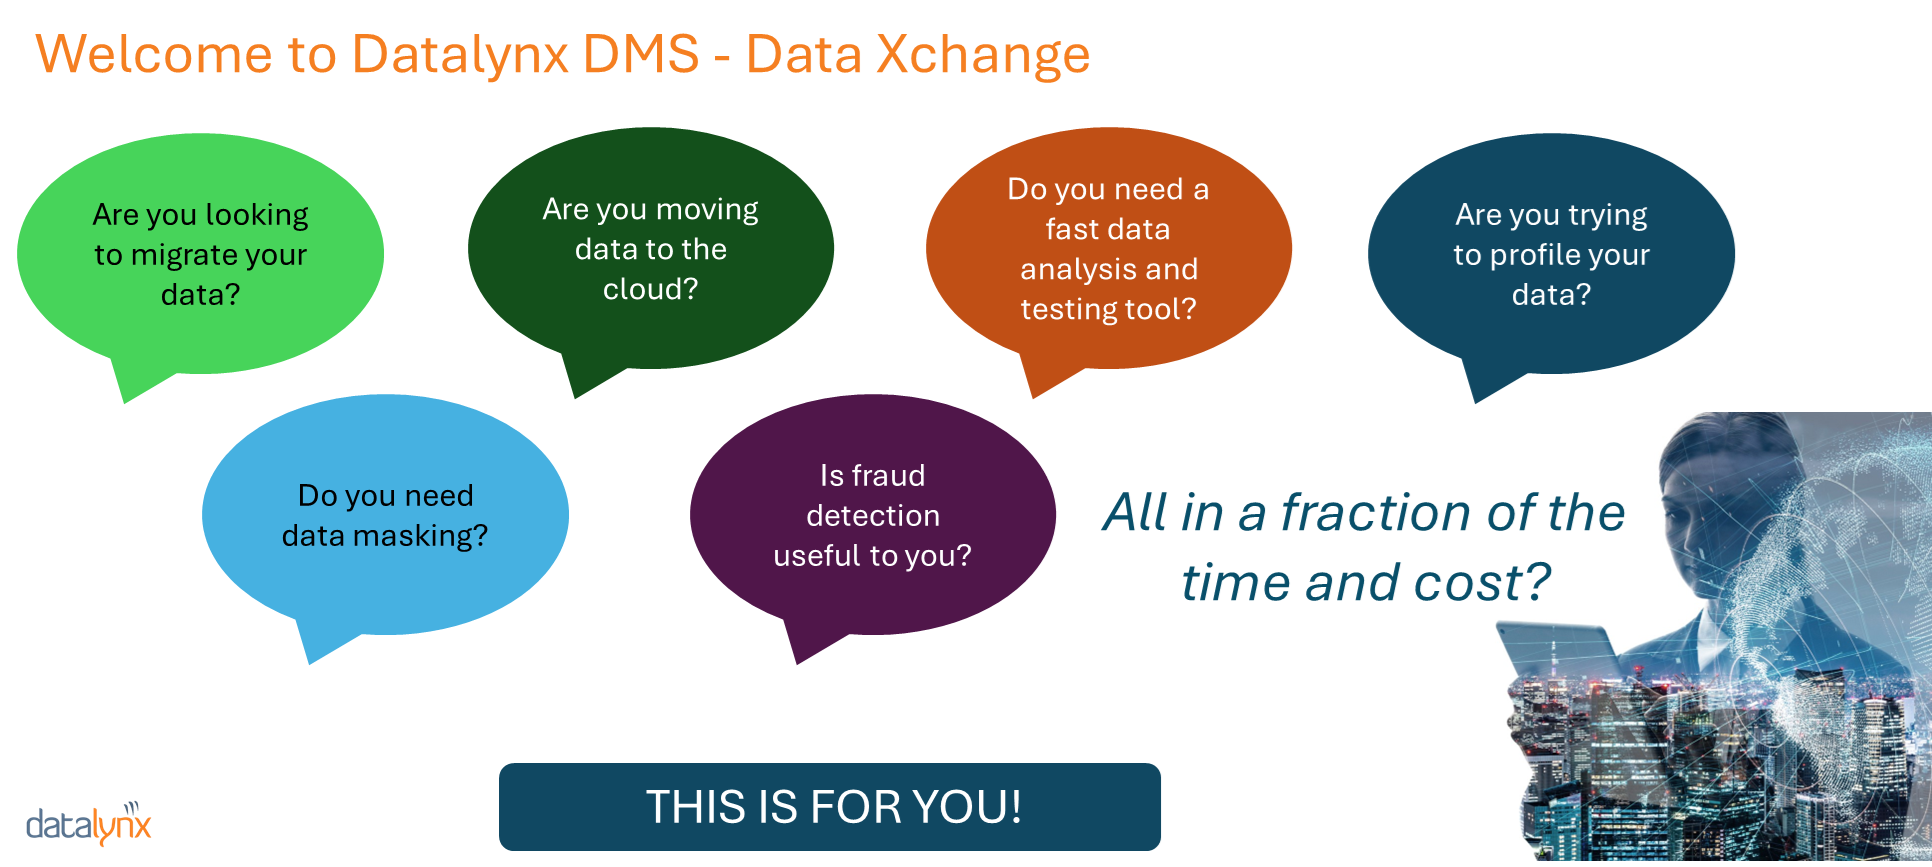 Welcome to Datalynx DMS - Data Xchange
Are you looking
to migrate your
data?
Are you moving
data to the
cloud?
Do you need a
fast data
analysis and
testing tool?
Are you trying
to profile your
data?
Do you need
data masking?
Is fraud
detection
useful to you?
All in a fraction of the
time and cost?
THIS IS FOR YOU!
datalynx